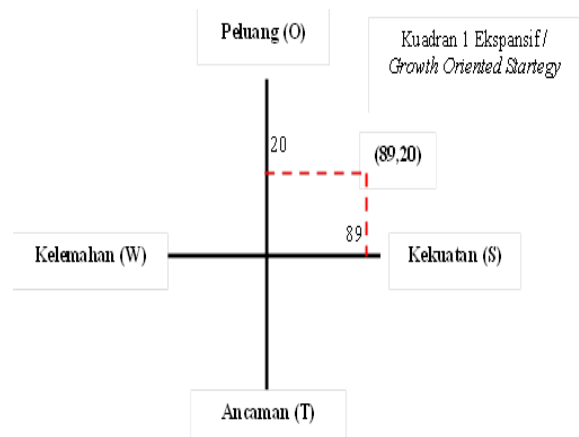 Peluang (O)
Kuadran 1 Ekspansif /
Growth Oriented Startegy
20
(89,20)
89
Kelemahan (W)
Kekuatan (S)
Ancaman (T)